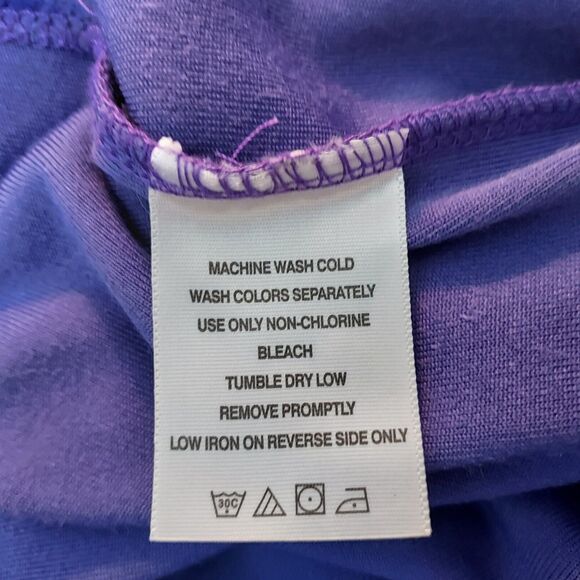 MACHINE WASH COLD
WASH COLORS SEPARATELY
USE ONLY NON-CHLORINE
BLEACH
TUMBLE DRY LOW
REMOVE PROMPTLY
LOW IRON ON REVERSE SIDE ONLY
30C